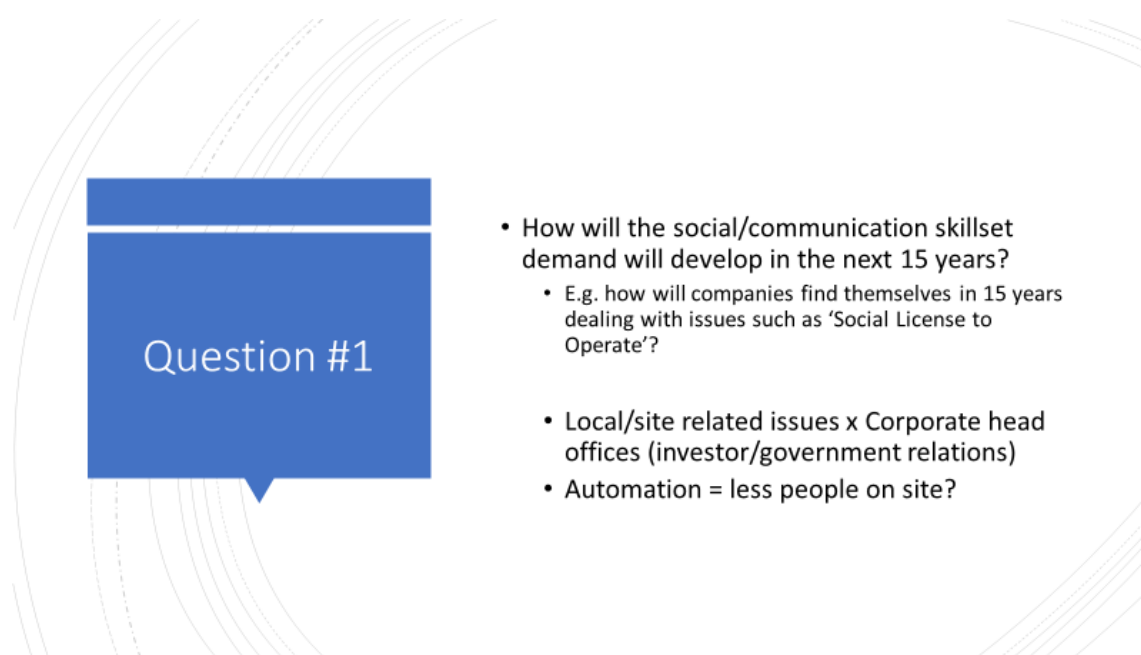 Question #1
• How will the social/communication skillset
demand will develop in the next 15 years?
• E.g. how will companies find themselves in 15 years
dealing with issues such as ‘Social License to
Operate’?
• Local/site related issues x Corporate head
offices (investor/government relations)
• Automation = less people on site?